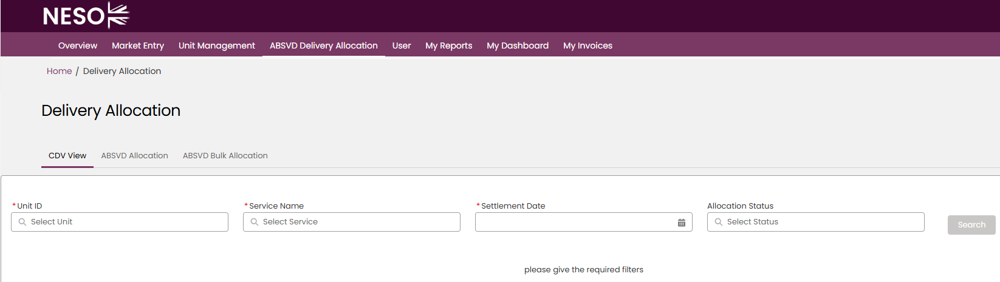 NESO
Overview Market Entry Unit Management ABSVD Delivery Allocation User My Reports My Dashboard My Invoices
Home / Delivery Allocation
Delivery Allocation
CDV View ABSVD Allocation ABSVD Bulk Allocation
* Unit ID * Service Name * Settlement Date Allocation Status
Select Unit Select Service Select Status Search
please give the required filters